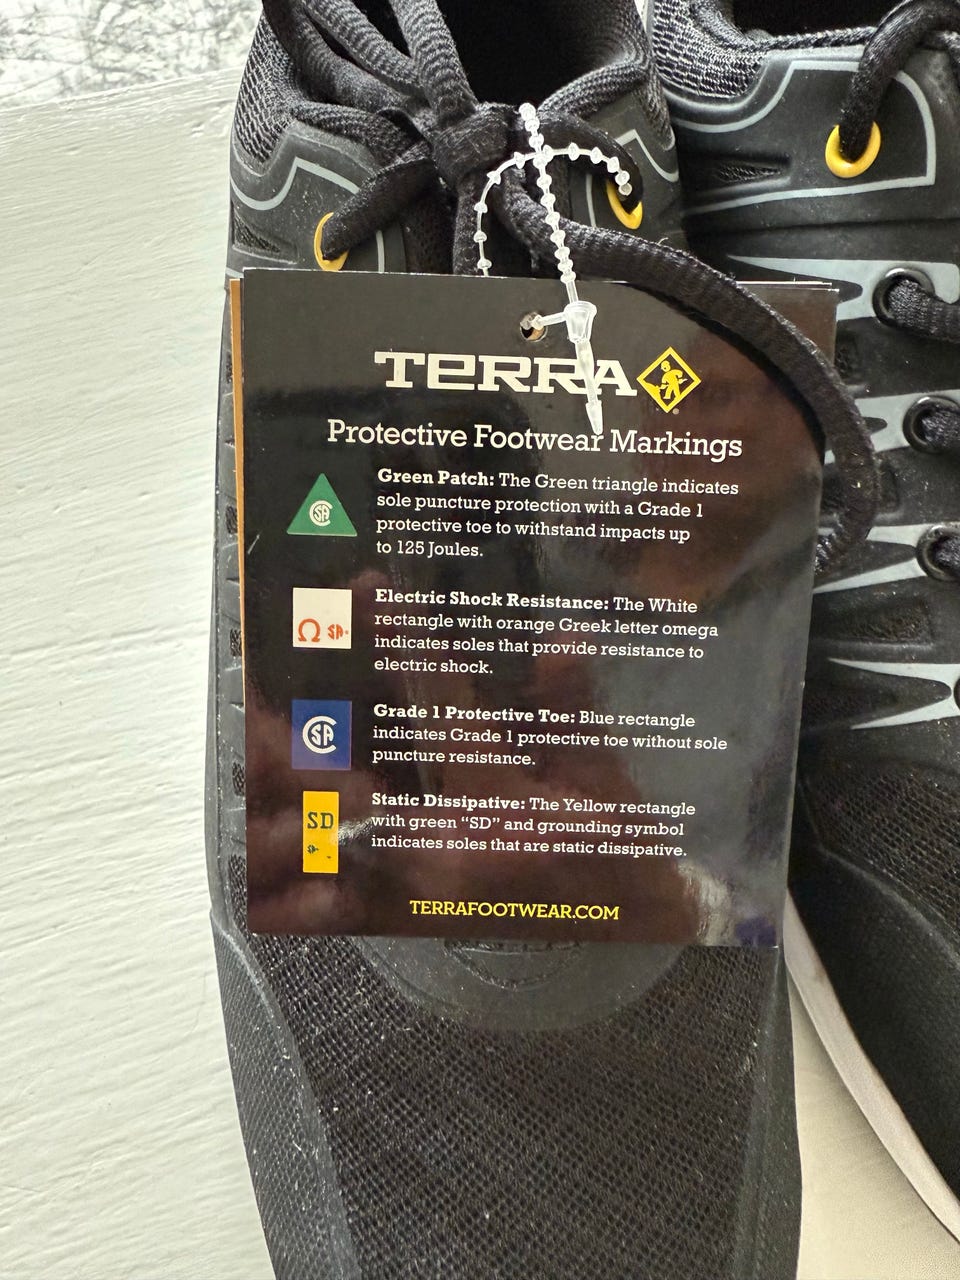 TERRA
Protective Footwear Markings
Green Patch: The Green triangle indicates
sole puncture protection with a Grade 1
protective toe to withstand impacts up
to 125 Joules.
CSA
Electric Shock Resistance: The White
rectangle with orange Greek letter omega
indicates soles that provide resistance to
electric shock.
Ω SA
Grade 1 Protective Toe: Blue rectangle
indicates Grade 1 protective toe without sole
puncture resistance.
CSA
Static Dissipative: The Yellow rectangle
with green “SD” and grounding symbol
indicates soles that are static dissipative.
SD
TERRAFOOTWEAR.COM